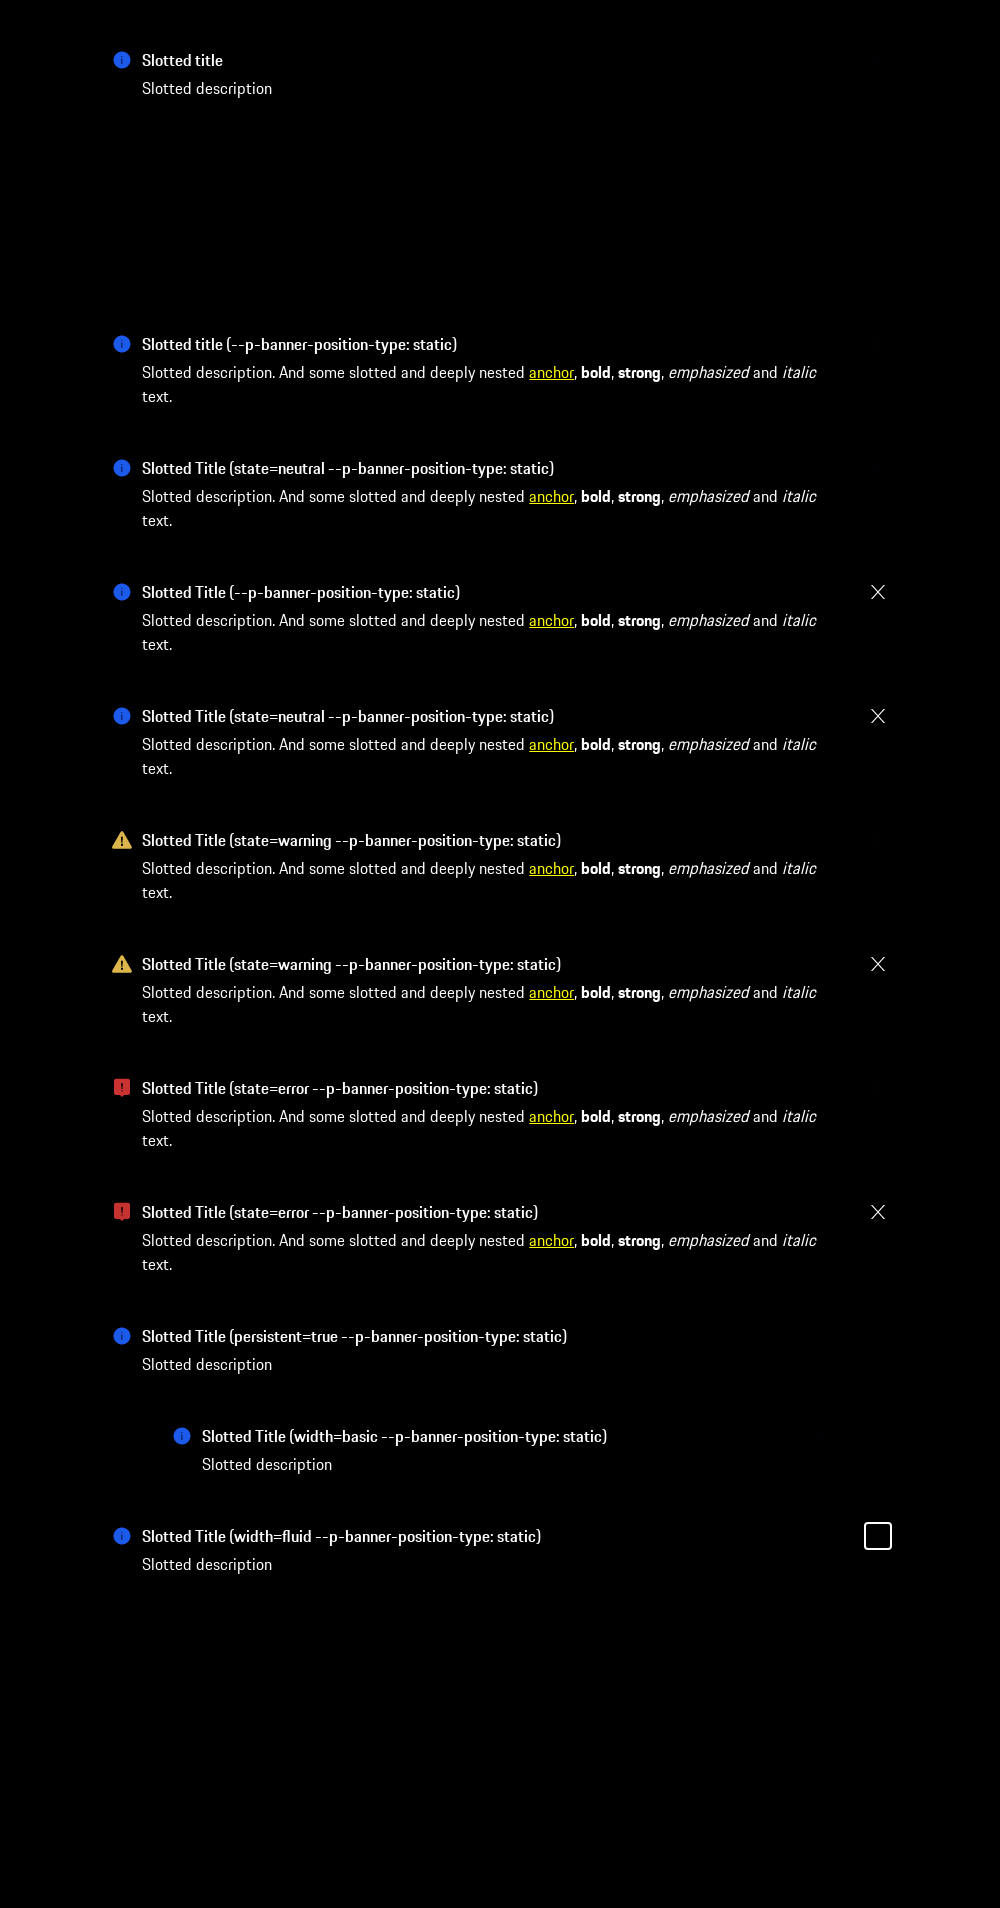 Slotted title
Slotted description
Slotted title (--p-banner-position-type: static)
Slotted description. And some slotted and deeply nested anchor, bold, strong, emphasized and italic
text.
Slotted Title (state=neutral --p-banner-position-type: static)
Slotted description. And some slotted and deeply nested anchor, bold, strong, emphasized and italic
text.
Slotted Title (--p-banner-position-type: static)
Slotted description. And some slotted and deeply nested anchor, bold, strong, emphasized and italic
text.
Slotted Title (state=neutral --p-banner-position-type: static)
Slotted description. And some slotted and deeply nested anchor, bold, strong, emphasized and italic
text.
Slotted Title (state=warning --p-banner-position-type: static)
Slotted description. And some slotted and deeply nested anchor, bold, strong, emphasized and italic
text.
Slotted Title (state=warning --p-banner-position-type: static)
Slotted description. And some slotted and deeply nested anchor, bold, strong, emphasized and italic
text.
Slotted Title (state=error --p-banner-position-type: static)
Slotted description. And some slotted and deeply nested anchor, bold, strong, emphasized and italic
text.
Slotted Title (state=error --p-banner-position-type: static)
Slotted description. And some slotted and deeply nested anchor, bold, strong, emphasized and italic
text.
Slotted Title (persistent=true --p-banner-position-type: static)
Slotted description
Slotted Title (width=basic --p-banner-position-type: static)
Slotted description
Slotted Title (width=fluid --p-banner-position-type: static)
Slotted description